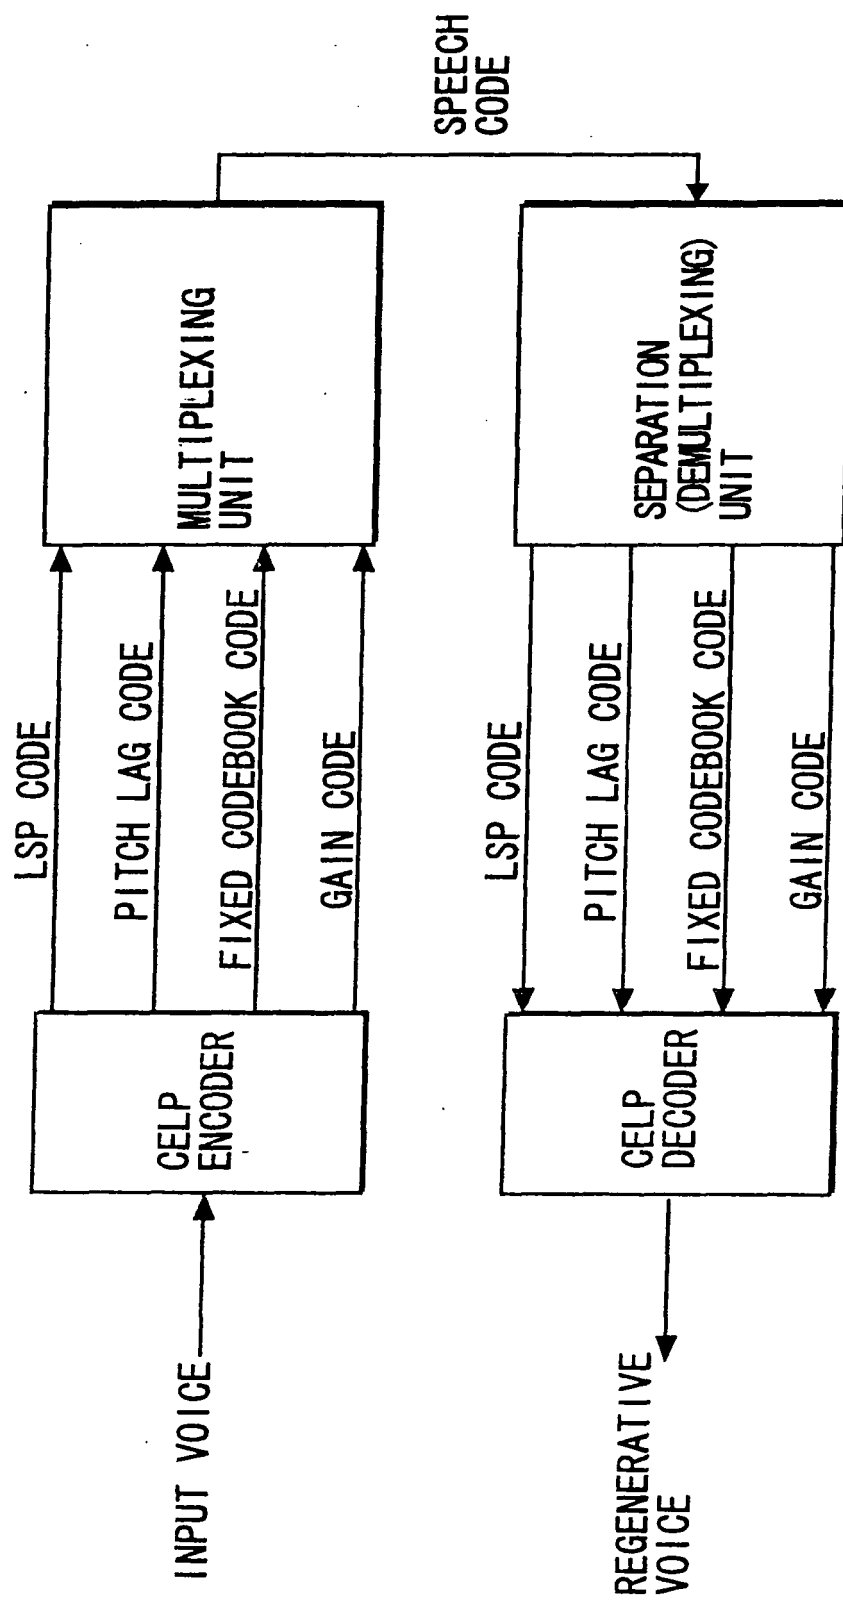 INPUT VOICE
CELP
ENCODER
LSP CODE
PITCH LAG CODE
FIXED CODEBOOK CODE
GAIN CODE
MULTIPLEXING
UNIT
SPEECH
CODE
SEPARATION
(DEMULTIPLEXING)
UNIT
LSP CODE
PITCH LAG CODE
FIXED CODEBOOK CODE
GAIN CODE
CELP
DECODER
REGENERATIVE
VOICE